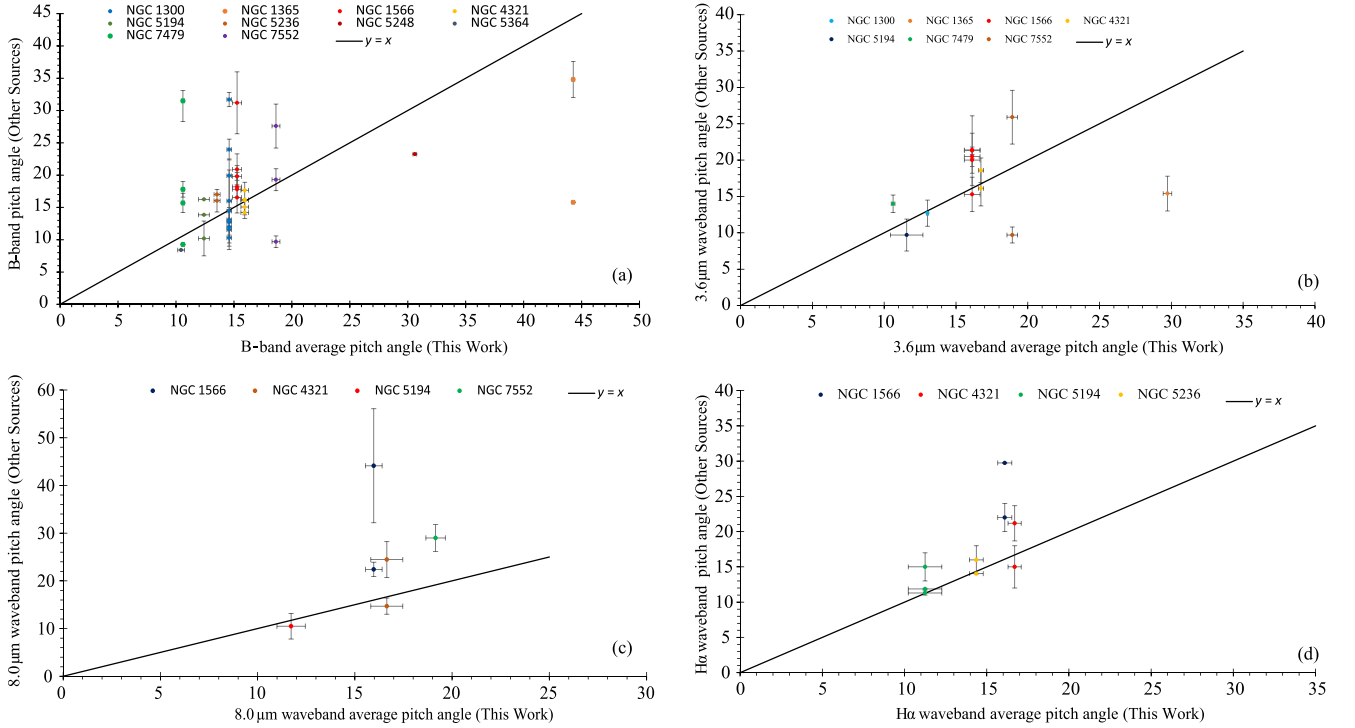 NGC 1300 NGC 1365 NGC 1566 NGC 4321
NGC 5194 NGC 5236 NGC 5248 NGC 5364
NGC 7479 NGC 7552 y = x
B-band pitch angle (Other Sources)
45
40
35
30
25
20
15
10
5
0
(a)
0 5 10 15 20 25 30 35 40 45 50
B-band average pitch angle (This Work)
NGC 1300 NGC 1365 NGC 1566 NGC 4321
NGC 5194 NGC 7479 NGC 7552 y = x
3.6μm waveband pitch angle (Other Sources)
40
35
30
25
20
15
10
5
0
(b)
0 5 10 15 20 25 30 35 40
3.6μm waveband average pitch angle (This Work)
NGC 1566 NGC 4321 NGC 5194 NGC 7552 y = x
8.0μm waveband pitch angle (Other Sources)
60
50
40
30
20
10
0
(c)
0 5 10 15 20 25 30
8.0μm waveband average pitch angle (This Work)
NGC 1566 NGC 4321 NGC 5194 NGC 5236 y = x
Hα waveband pitch angle (Other Sources)
40
35
30
25
20
15
10
5
0
(d)
0 5 10 15 20 25 30 35
Hα waveband average pitch angle (This Work)